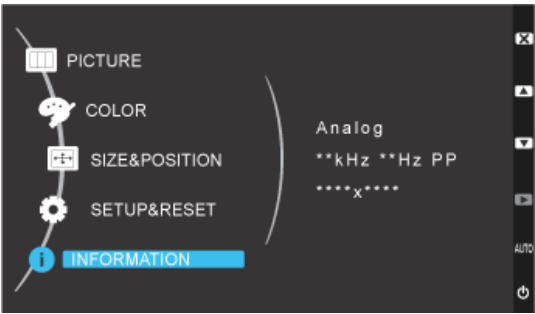 PICTURE
COLOR
SIZE&POSITION
SETUP&RESET
INFORMATION
Analog
**kHz **Hz PP
****x****
AUTO